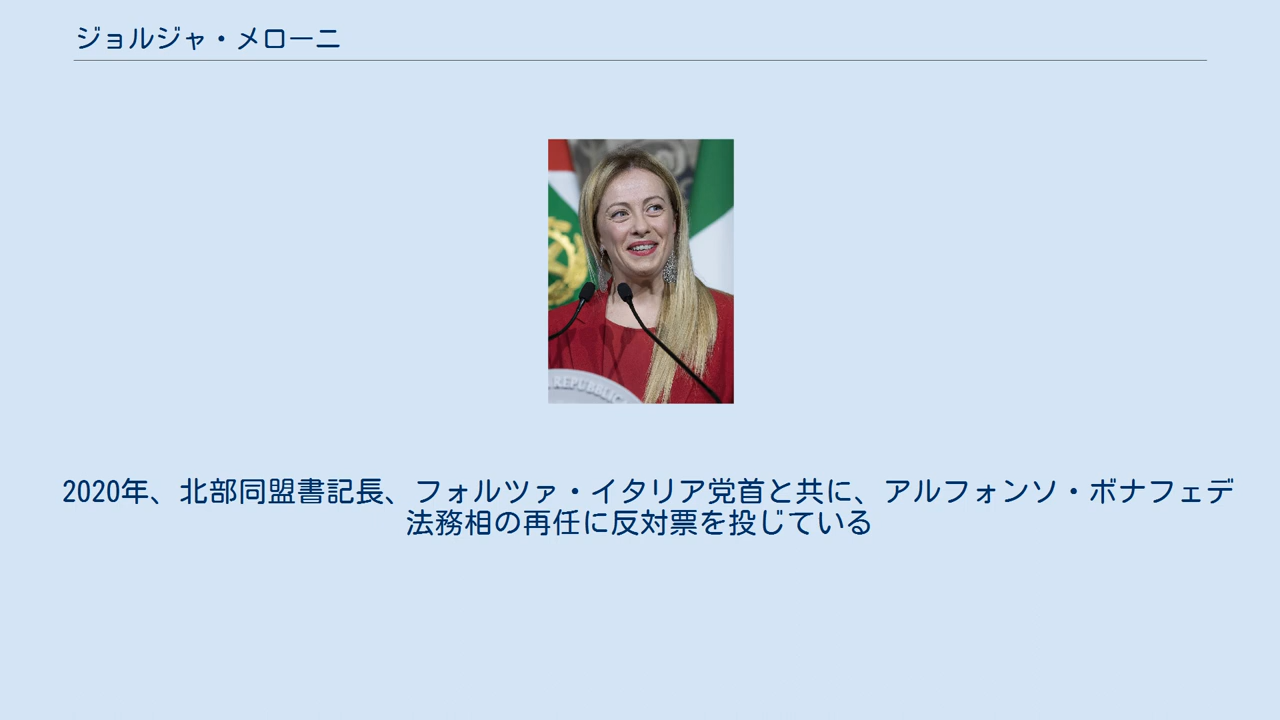 ジョルジャ・メローニ
REPUBBLICA
2020年、北部同盟書記長、フォルツァ・イタリア党首と共に、アルフォンソ・ボナフェデ
法務相の再任に反対票を投じている